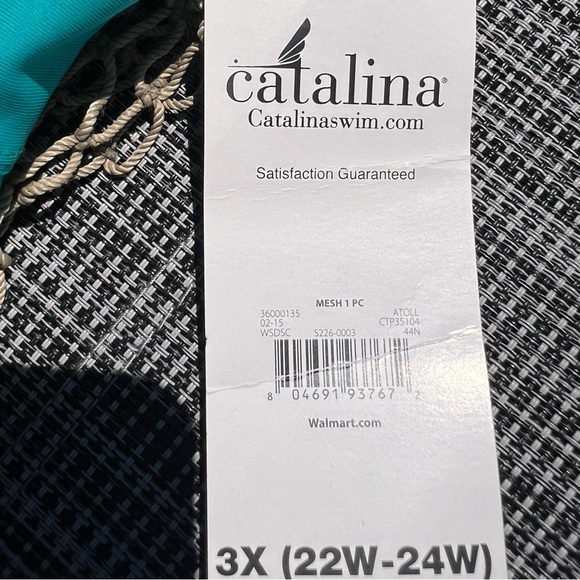 catalina®
Catalinaswim.com
Satisfaction Guaranteed
MESH 1 PC
36000135 ATOLL
02-15 CTP35104
WSDSC S226-0003 44N
8 04691 93767 2
Walmart.com
3X (22W-24W)